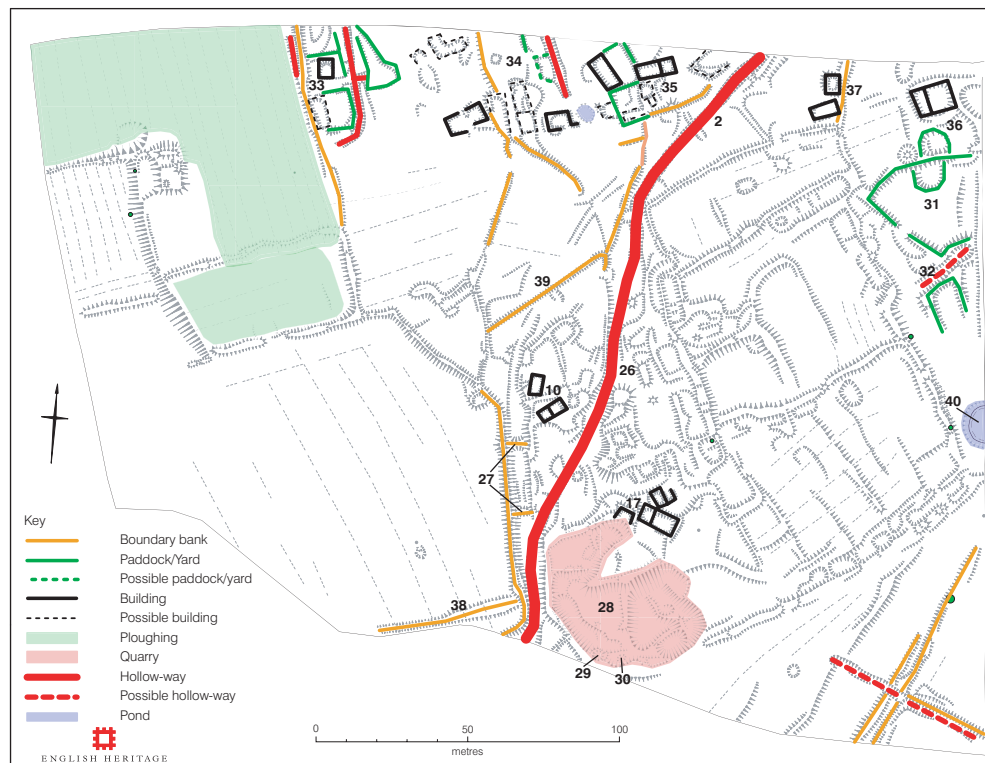 33
34
35
2
37
36
31
32
39
26
10
40
27
17
28
38
29
30
Key
Boundary bank
Paddock/Yard
Possible paddock/yard
Building
Possible building
Ploughing
Quarry
Hollow-way
Possible hollow-way
Pond
0 50 100
metres
ENGLISH HERITAGE